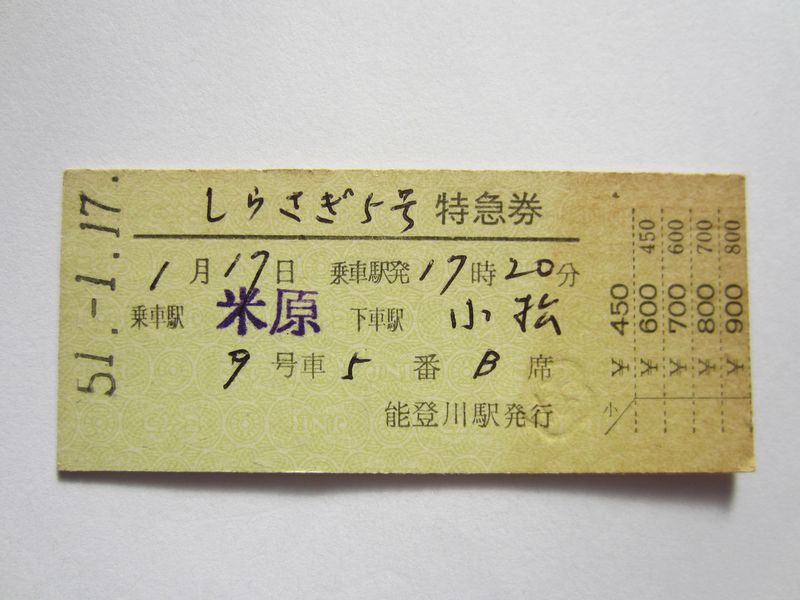 51.-1.17.
しらさぎ5号 特急券
1月17日 乗車駅発17時20分
乗車駅 米原 下車駅 小松
9号車5番B席
能登川駅発行
450 600 700 800
¥450 ¥600 ¥700 ¥800 ¥900
小